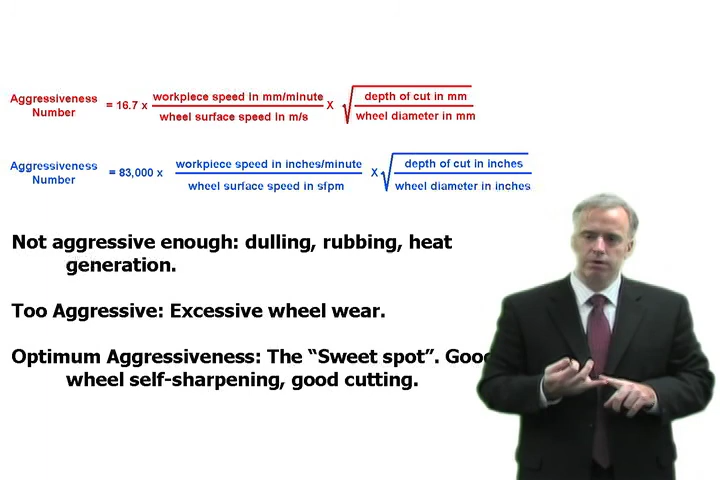 Aggressiveness Number = 16.7 x workpiece speed in mm/minute / wheel surface speed in m/s X √ depth of cut in mm / wheel diameter in mm
Aggressiveness Number = 83,000 x workpiece speed in inches/minute / wheel surface speed in sfpm X √ depth of cut in inches / wheel diameter in inches
Not aggressive enough: dulling, rubbing, heat
generation.
Too Aggressive: Excessive wheel wear.
Optimum Aggressiveness: The “Sweet spot”. Good
wheel self-sharpening, good cutting.